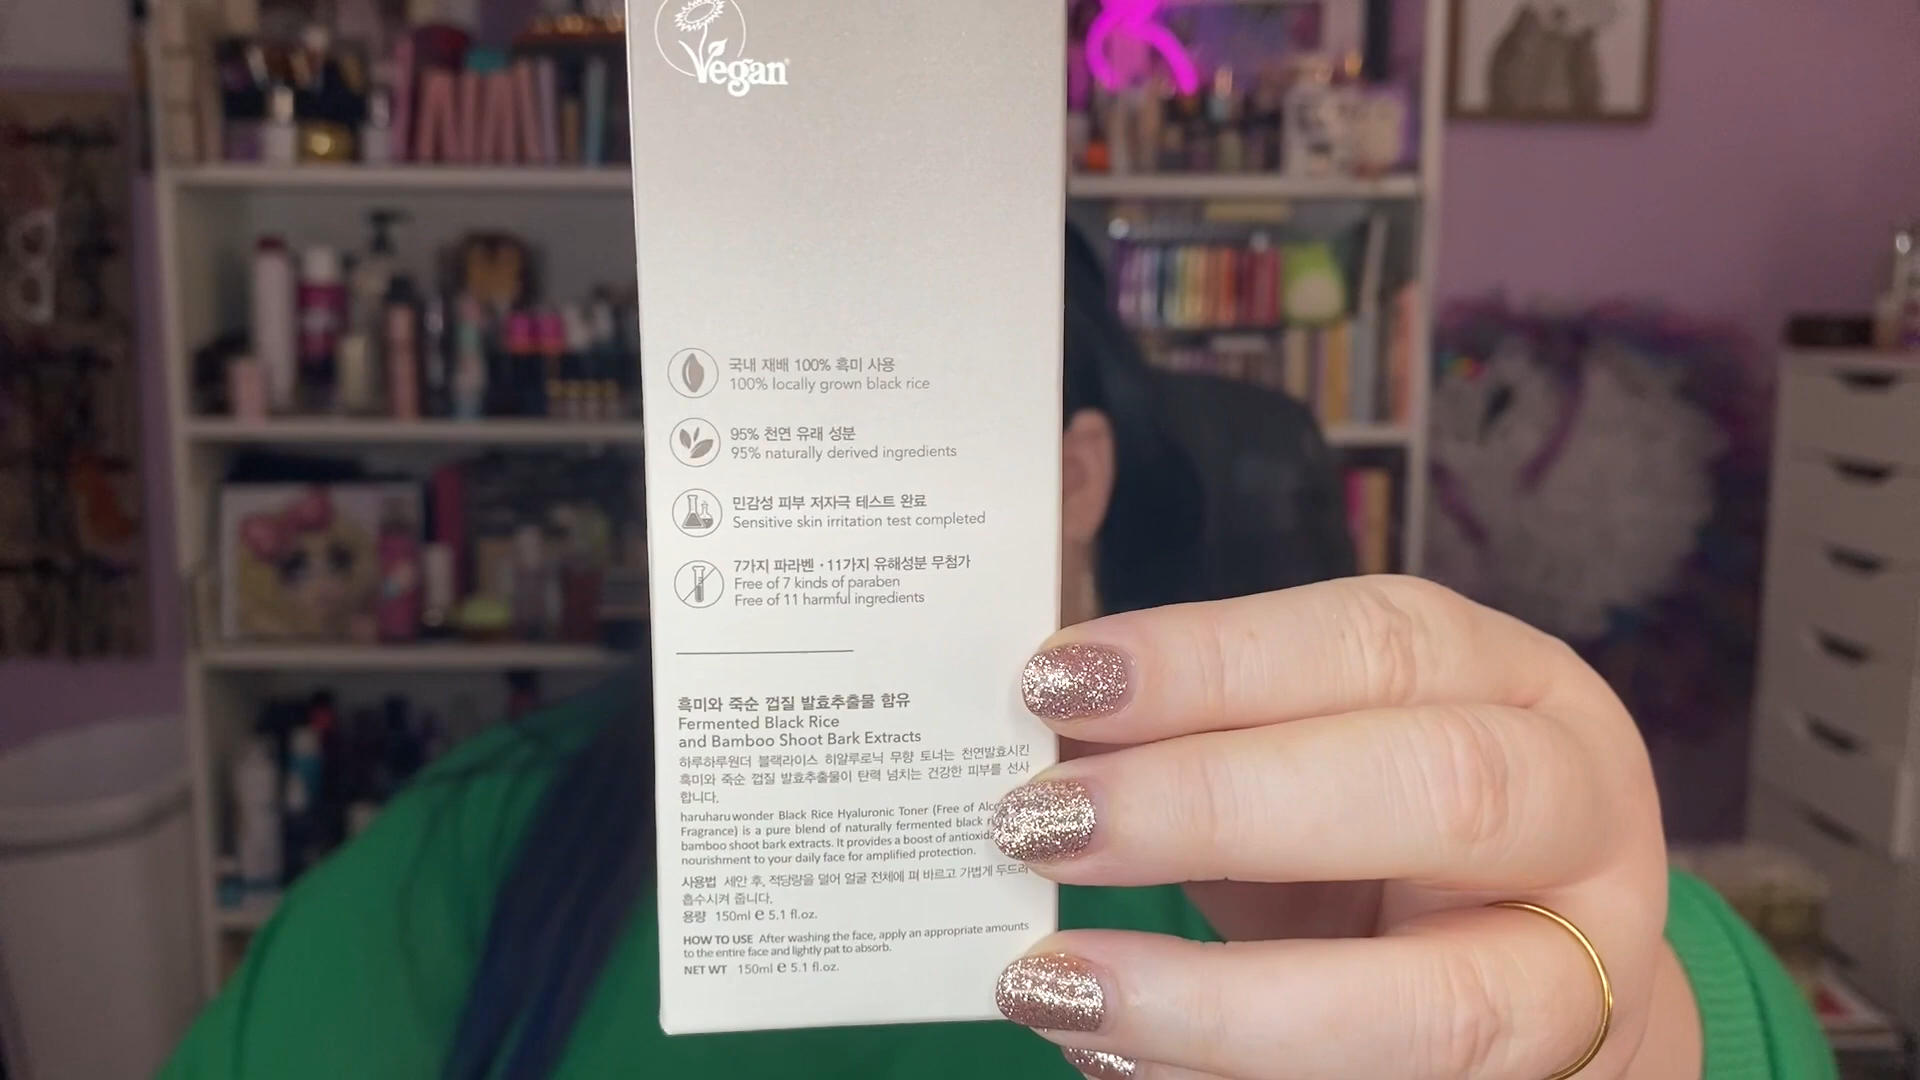 Vegan
국내 재배 100% 흑미 사용
100% locally grown black rice
95% 천연 유래 성분
95% naturally derived ingredients
민감성 피부 저자극 테스트 완료
Sensitive skin irritation test completed
7가지 파라벤 · 11가지 유해성분 무첨가
Free of 7 kinds of paraben
Free of 11 harmful ingredients
흑미와 죽순 껍질 발효추출물 함유
Fermented Black Rice
and Bamboo Shoot Bark Extracts
하루하루원더 블랙라이스 히알루로닉 무향 토너는 천연발효시킨
흑미와 죽순 껍질 발효추출물이 탄력 넘치는 건강한 피부를 선사
합니다.
haruharuwonder Black Rice Hyaluronic Toner (Free of
Fragrance) is a pure blend of naturally fermented black
bamboo shoot bark extracts. It provides a boost of
nourishment to your daily face for amplified protection.
사용법 세안 후, 적당량을 덜어 얼굴 전체에 펴 바르고 가볍게 두드려
흡수시켜 줍니다.
용량 150ml e 5.1 fl.oz.
HOW TO USE After washing the face, apply an appropriate amounts
to the entire face and lightly pat to absorb.
NET WT 150ml e 5.1 fl.oz.